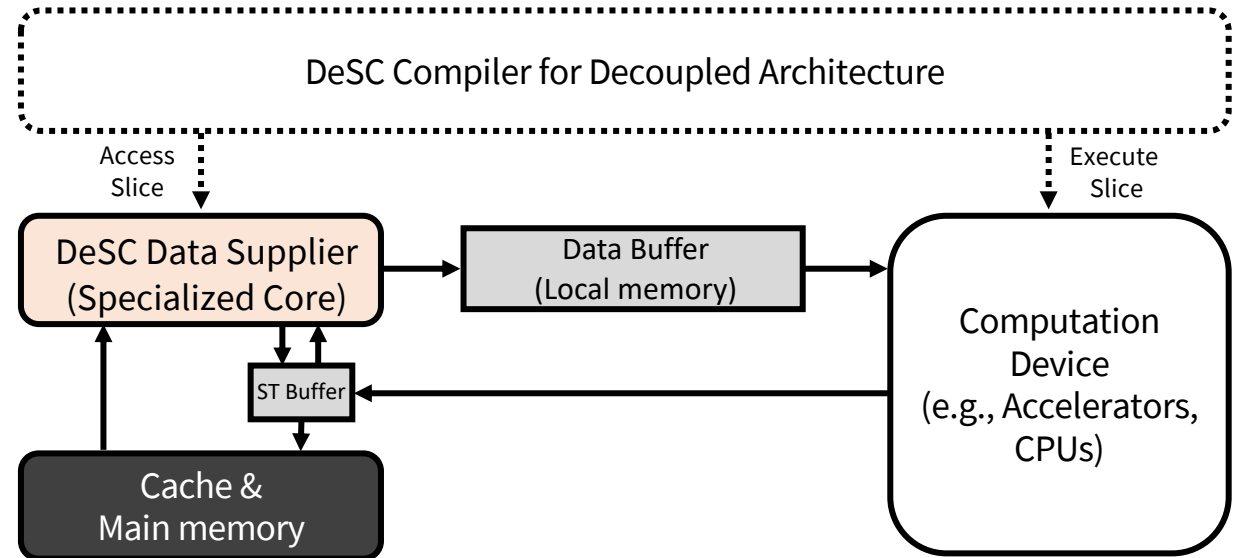 DeSC Compiler for Decoupled Architecture
Access
Slice
Execute
Slice
DeSC Data Supplier
(Specialized Core)
Data Buffer
(Local memory)
Computation
Device
(e.g., Accelerators,
CPUs)
ST Buffer
Cache &
Main memory